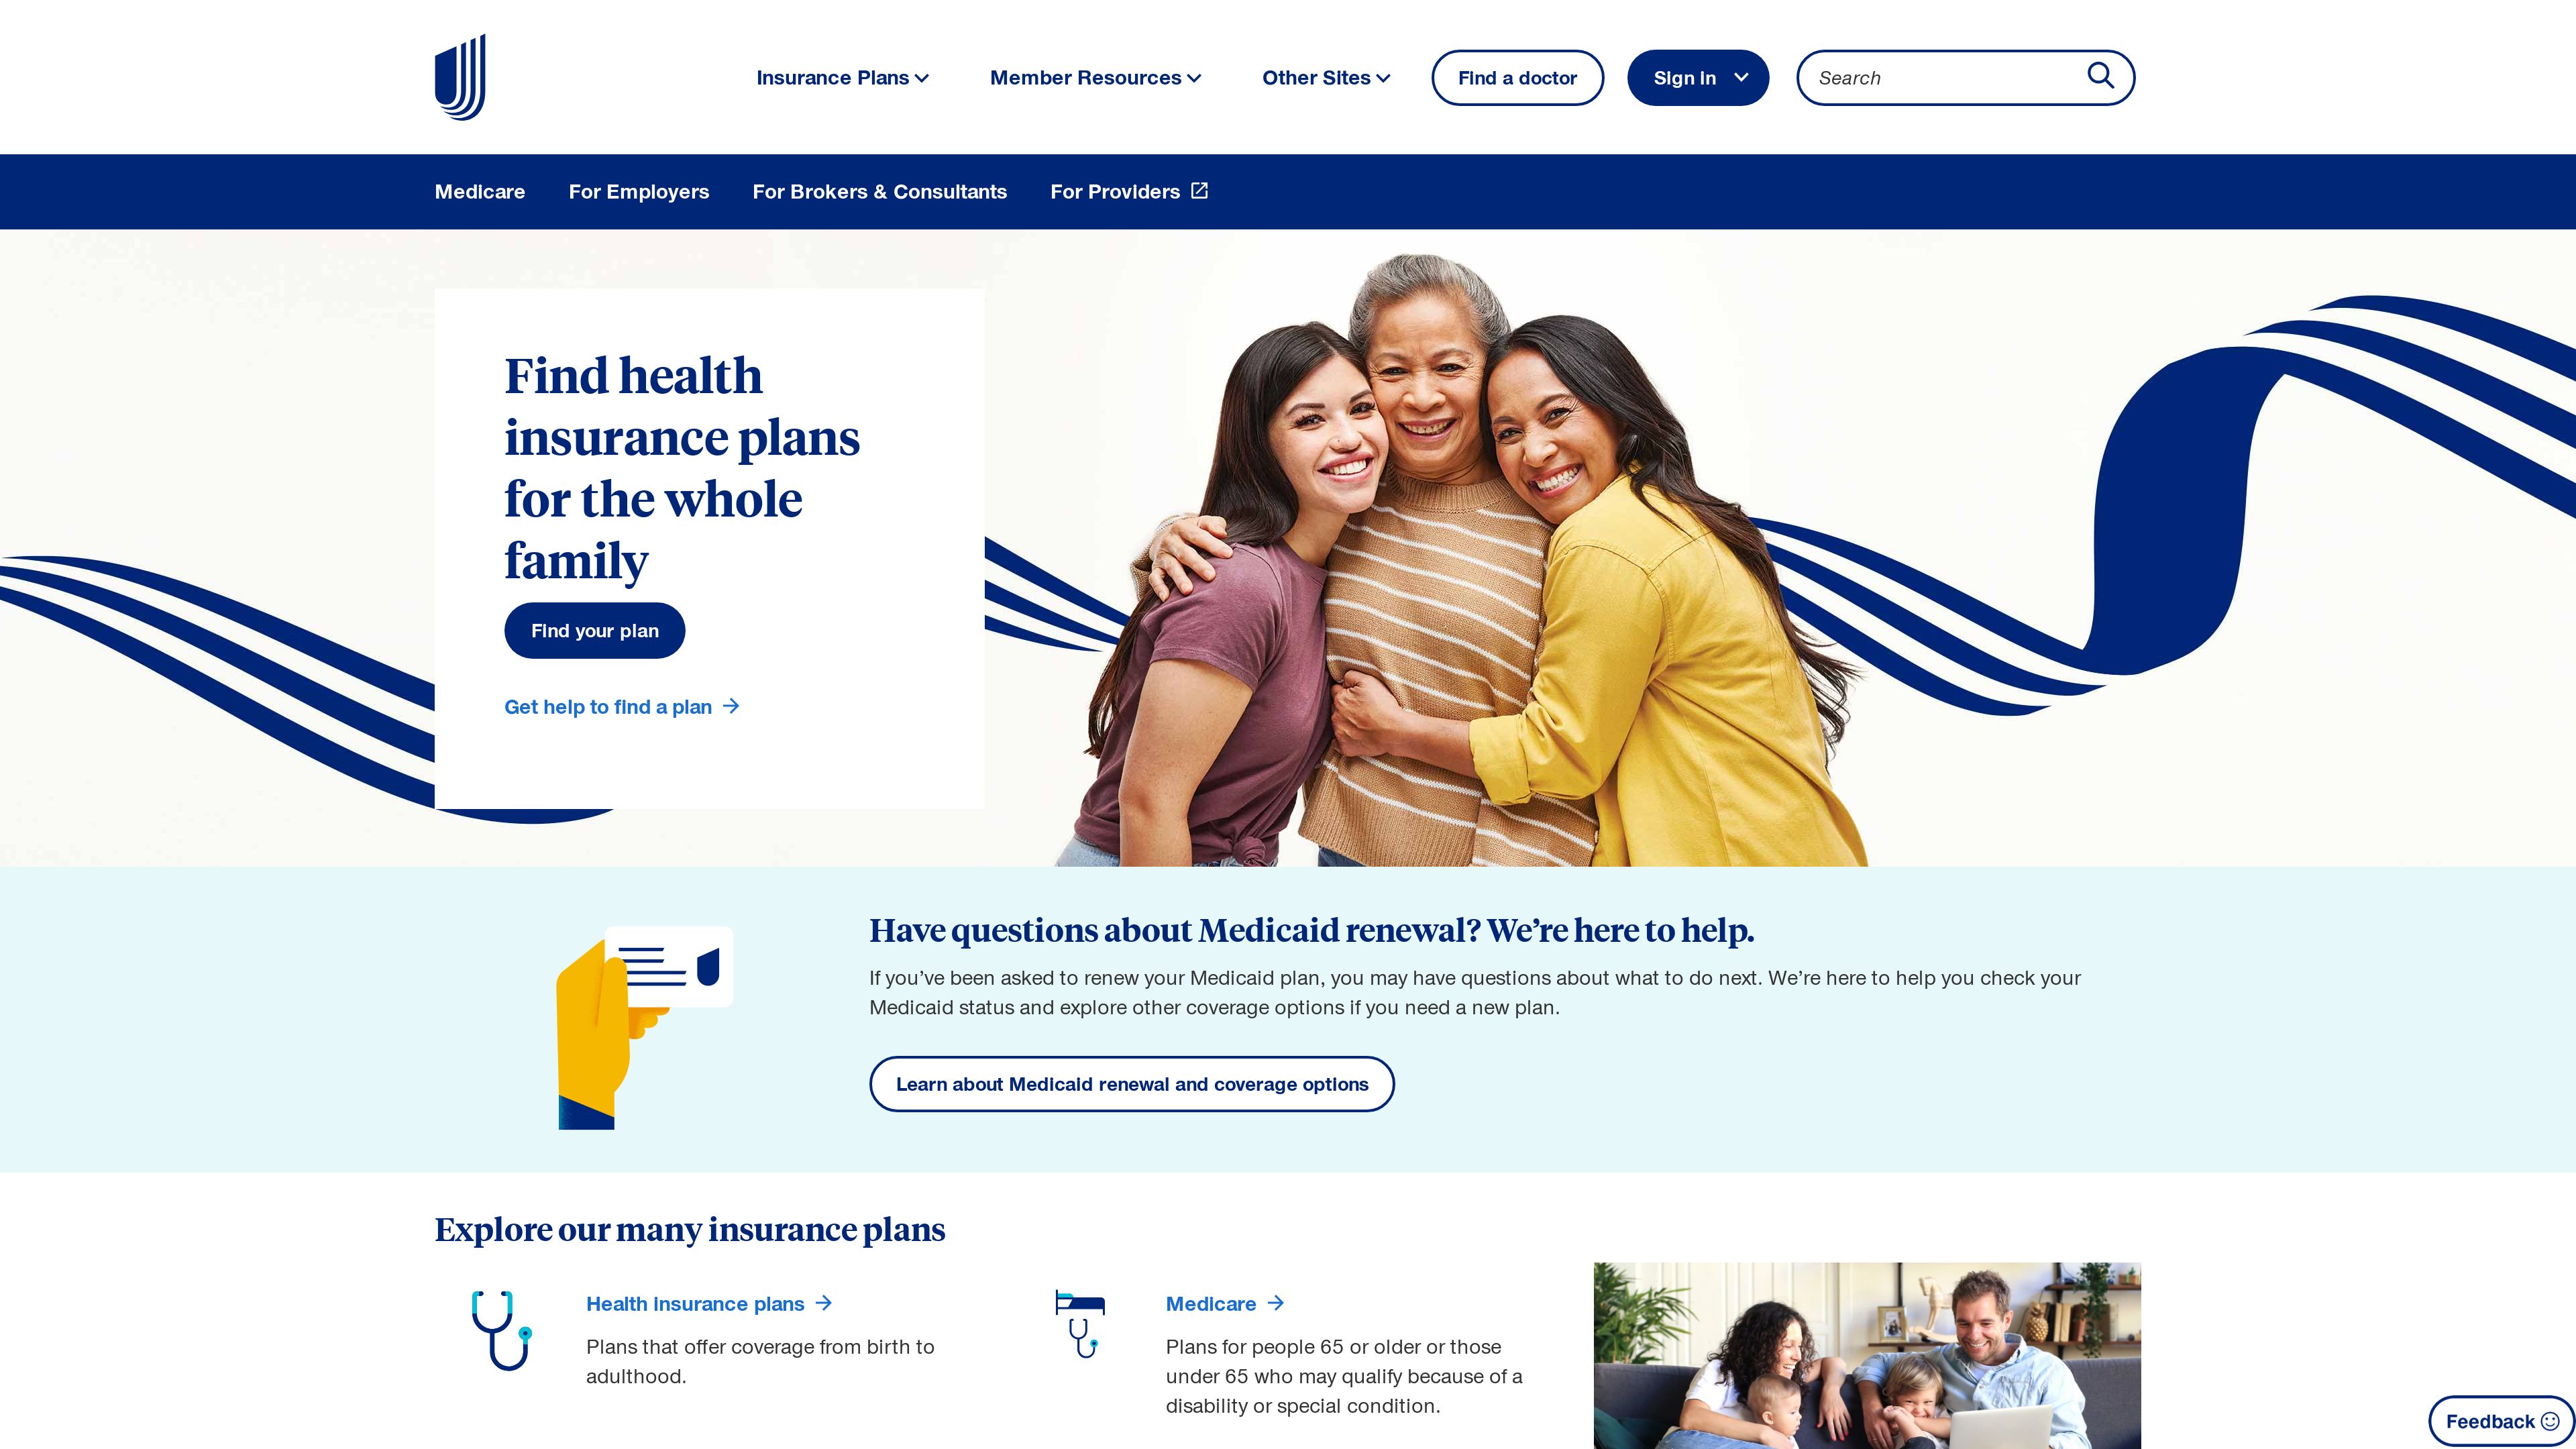 Insurance Plans
Member Resources
Other Sites
Find a doctor
Sign in
Search
Medicare
For Employers
For Brokers & Consultants
For Providers
Find health
insurance plans
for the whole
family
Find your plan
Get help to find a plan
Have questions about Medicaid renewal? We’re here to help.
If you’ve been asked to renew your Medicaid plan, you may have questions about what to do next. We’re here to help you check your
Medicaid status and explore other coverage options if you need a new plan.
Learn about Medicaid renewal and coverage options
Explore our many insurance plans
Health insurance plans
Plans that offer coverage from birth to
adulthood.
Medicare
Plans for people 65 or older or those
under 65 who may qualify because of a
disability or special condition.
Feedback